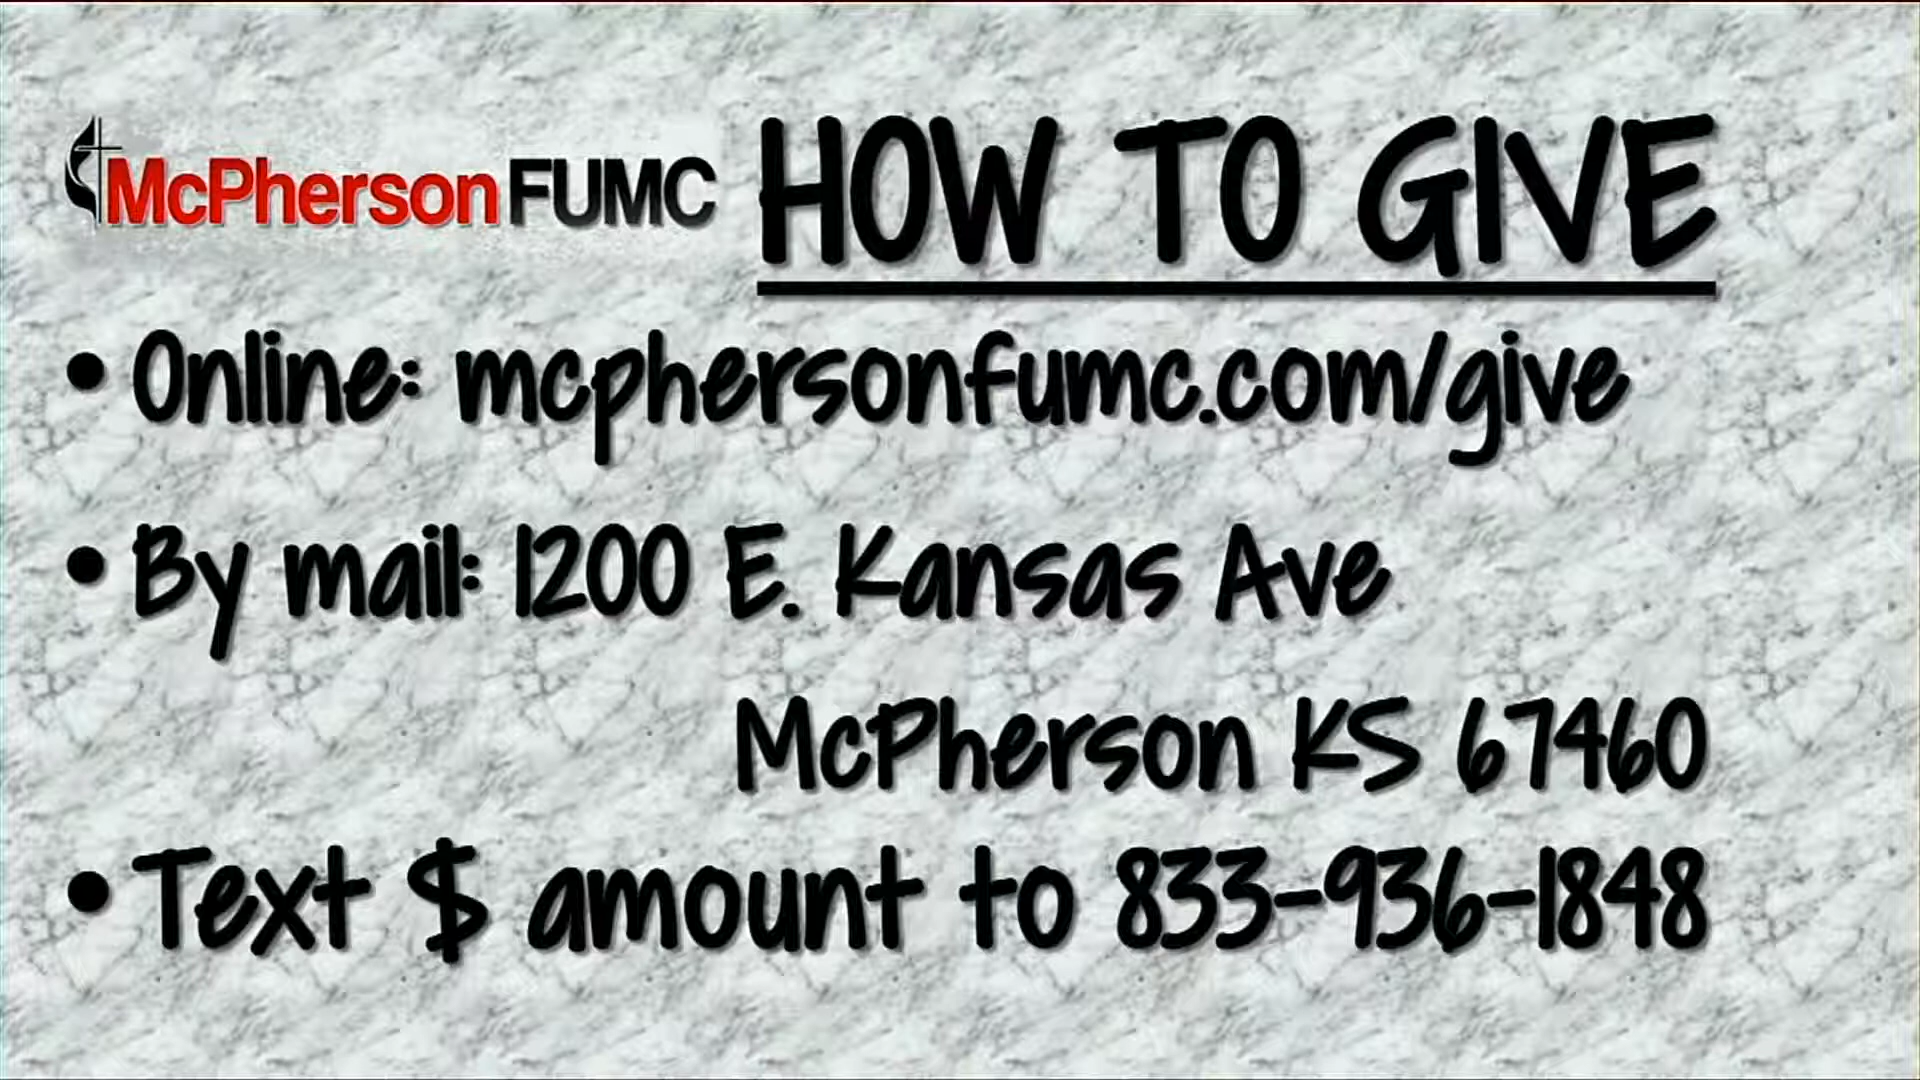 McPherson FUMC HOW TO GIVE
• Online: mcphersonfumc.com/give
• By mail: 1200 E. Kansas Ave
McPherson KS 67460
• Text $ amount to 833-936-1848